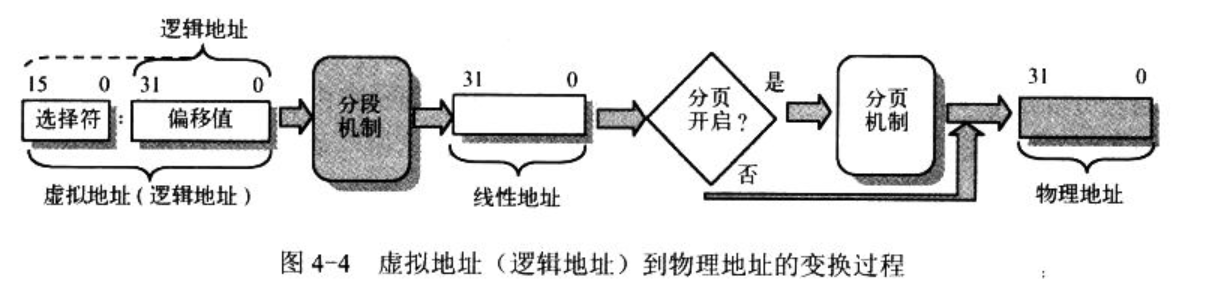 逻辑地址
15 0 31 0
选择符 : 偏移值
虚拟地址(逻辑地址)
分段
机制
31 0
线性地址
分页
开启?
是
否
分页
机制
31 0
物理地址
图 4-4 虚拟地址（逻辑地址）到物理地址的变换过程